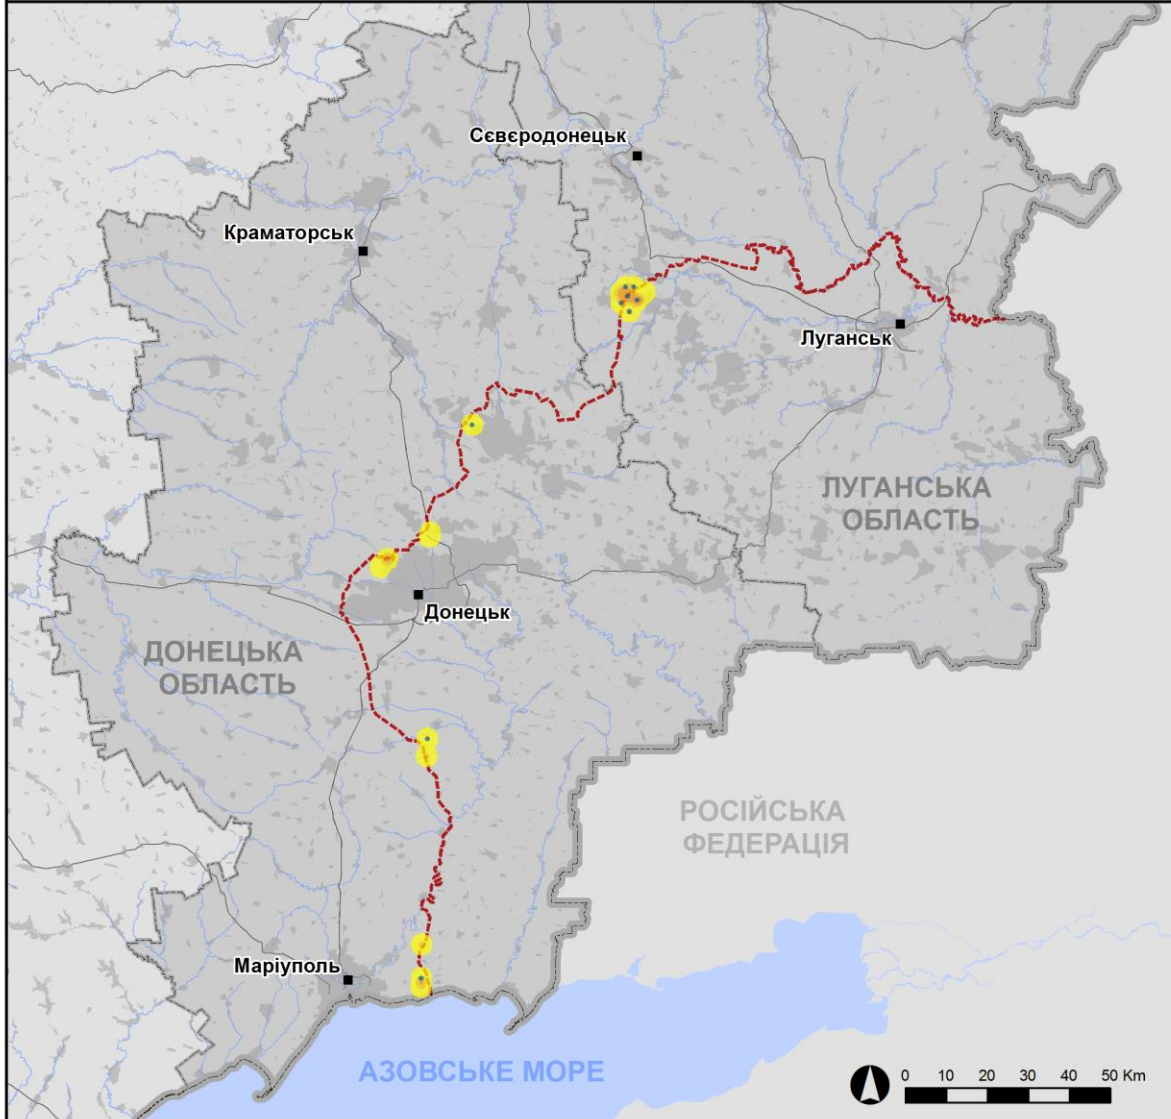 Сєвєродонецьк
Краматорськ
Луганськ
ЛУГАНСЬКА
ОБЛАСТЬ
Донецьк
ДОНЕЦЬКА
ОБЛАСТЬ
РОСІЙСЬКА
ФЕДЕРАЦІЯ
Маріуполь
АЗОВСЬКЕ МОРЕ
0 10 20 30 40 50 Km